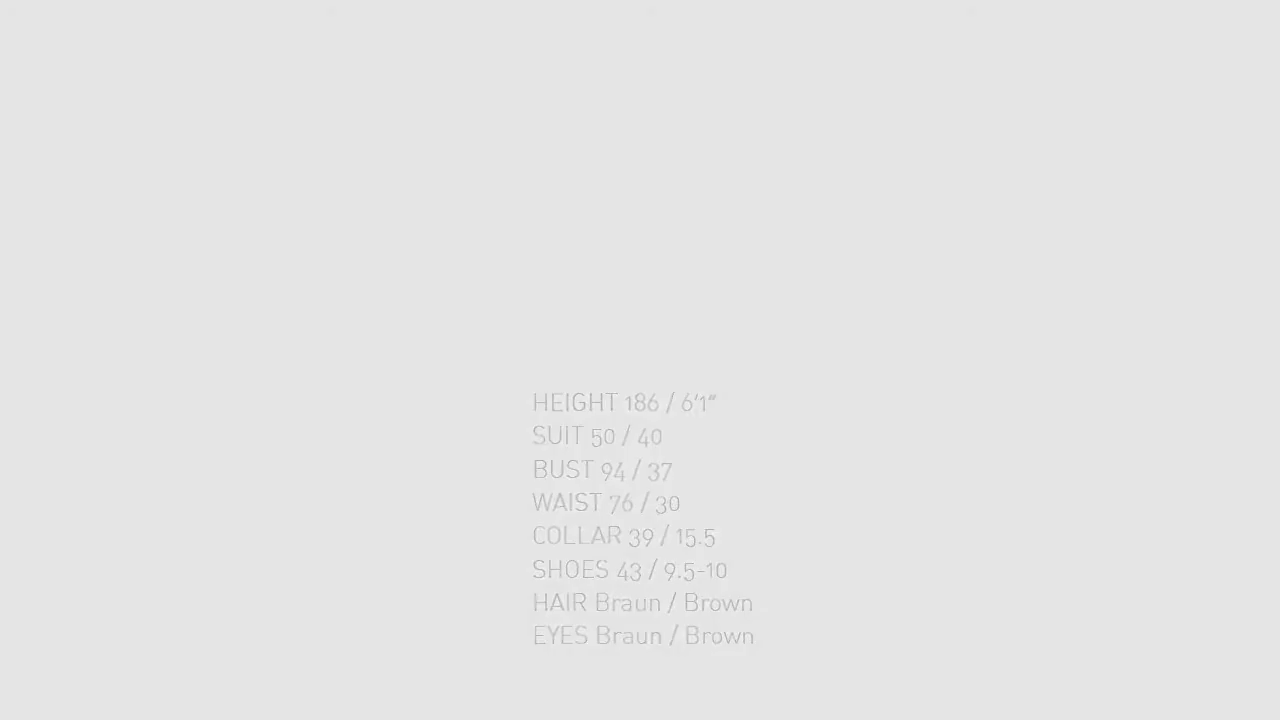 HEIGHT 186 / 6‘1“
SUIT 50 / 40
BUST 94 / 37
WAIST 76 / 30
COLLAR 39 / 15.5
SHOES 43 / 9.5-10
HAIR Braun / Brown
EYES Braun / Brown